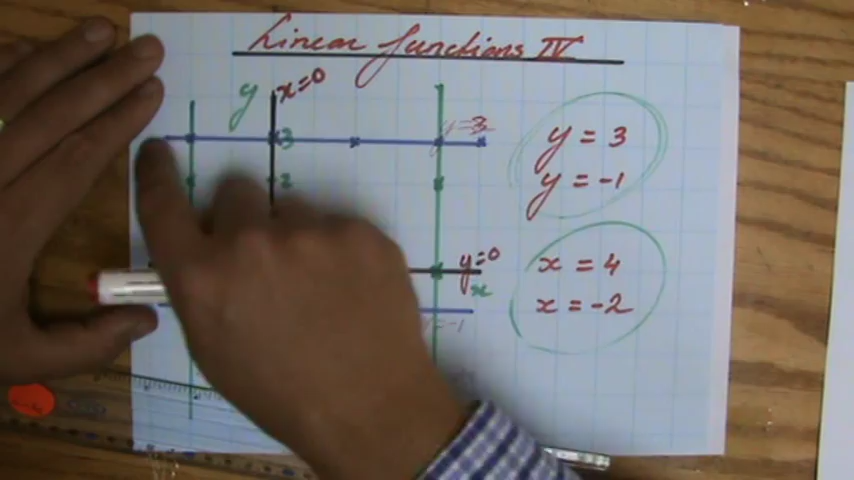 Linear functions IV
y x=0
y=3
3
2
y=0
x
y=-1
y = 3
y = -1
x = 4
x = -2